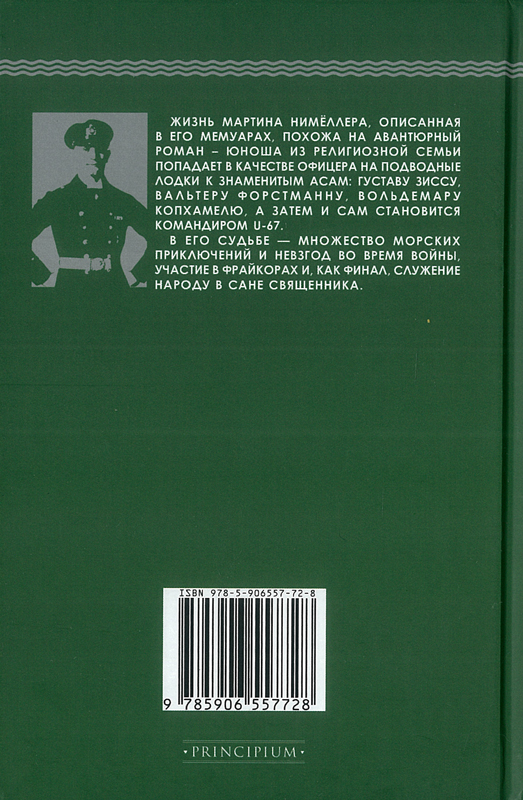 ЖИЗНЬ МАРТИНА НИМЁЛЛЕРА, ОПИСАННАЯ
В ЕГО МЕМУАРАХ, ПОХОЖА НА АВАНТЮРНЫЙ
РОМАН – ЮНОША ИЗ РЕЛИГИОЗНОЙ СЕМЬИ
ПОПАДАЕТ В КАЧЕСТВЕ ОФИЦЕРА НА ПОДВОДНЫЕ
ЛОДКИ К ЗНАМЕНИТЫМ АСАМ: ГУСТАВУ ЗИССУ,
ВАЛЬТЕРУ ФОРСТМАННУ, ВОЛЬДЕМАРУ
КОПХАМЕЛЮ, А ЗАТЕМ И САМ СТАНОВИТСЯ
КОМАНДИРОМ U-67.
В ЕГО СУДЬБЕ — МНОЖЕСТВО МОРСКИХ
ПРИКЛЮЧЕНИЙ И НЕВЗГОД ВО ВРЕМЯ ВОЙНЫ,
УЧАСТИЕ В ФРАЙКОРАХ И, КАК ФИНАЛ, СЛУЖЕНИЕ
НАРОДУ В САНЕ СВЯЩЕННИКА.
ISBN 978-5-906557-72-8
9 785906 557728
• PRINCIPIUM •